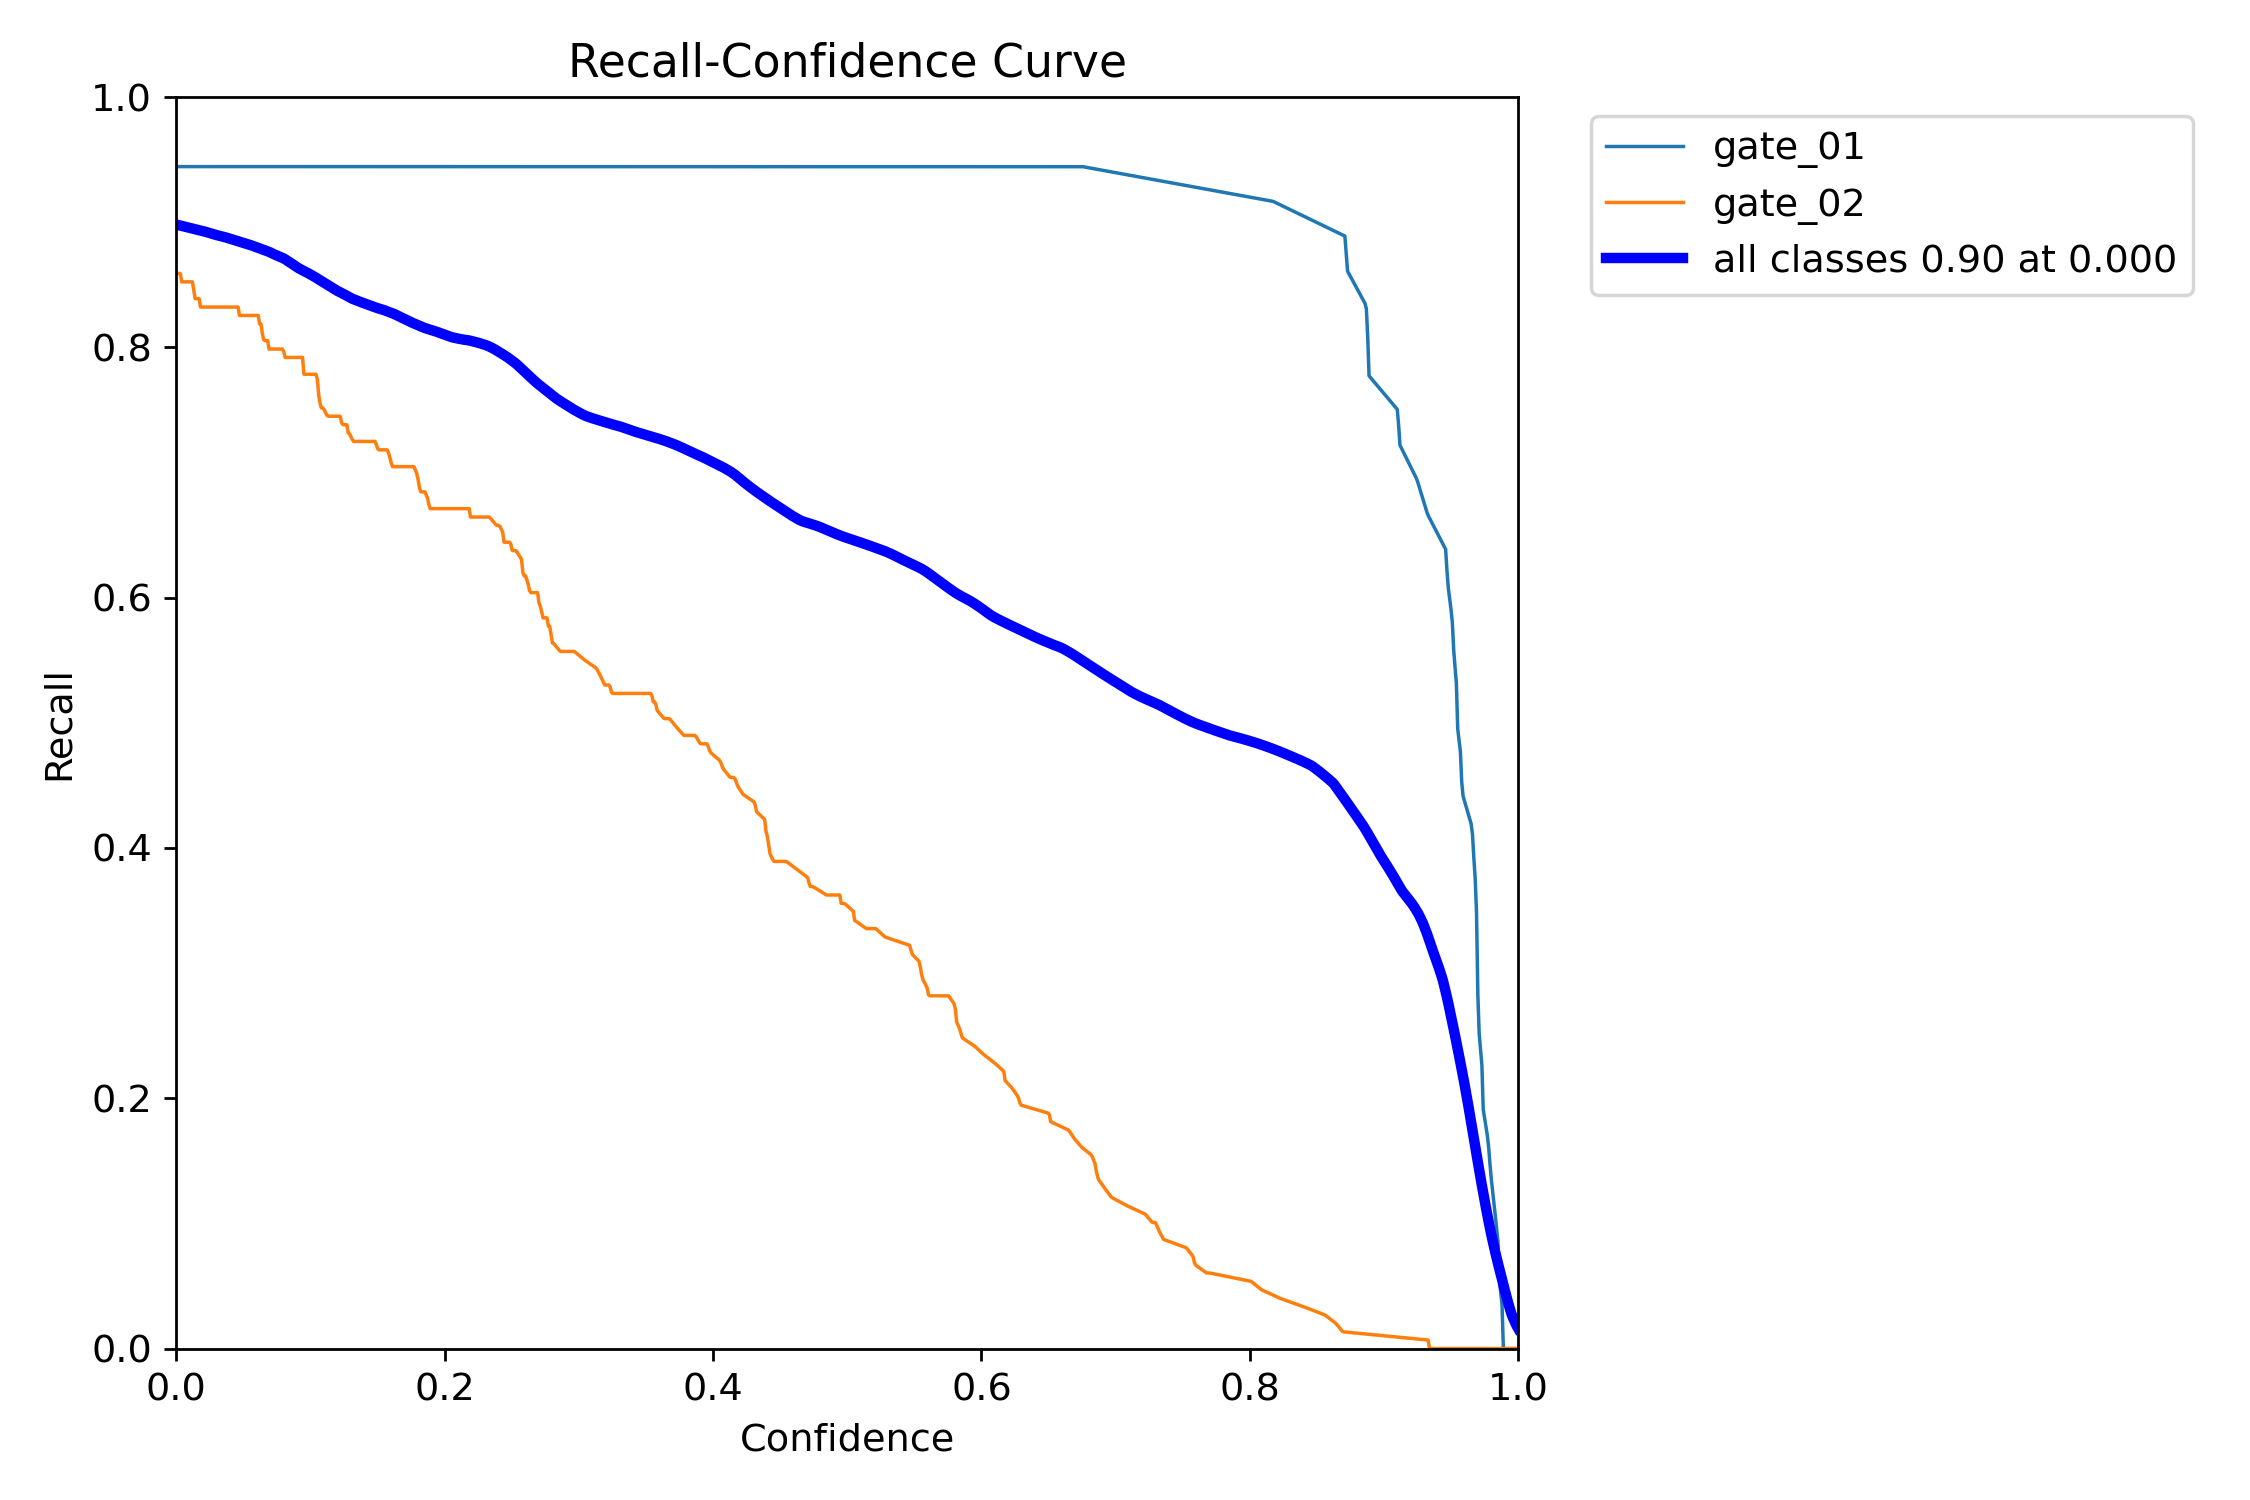 Recall-Confidence Curve
1.0
0.8
0.6
0.4
0.2
0.0
Recall
0.0 0.2 0.4 0.6 0.8 1.0
Confidence
gate_01
gate_02
all classes 0.90 at 0.000